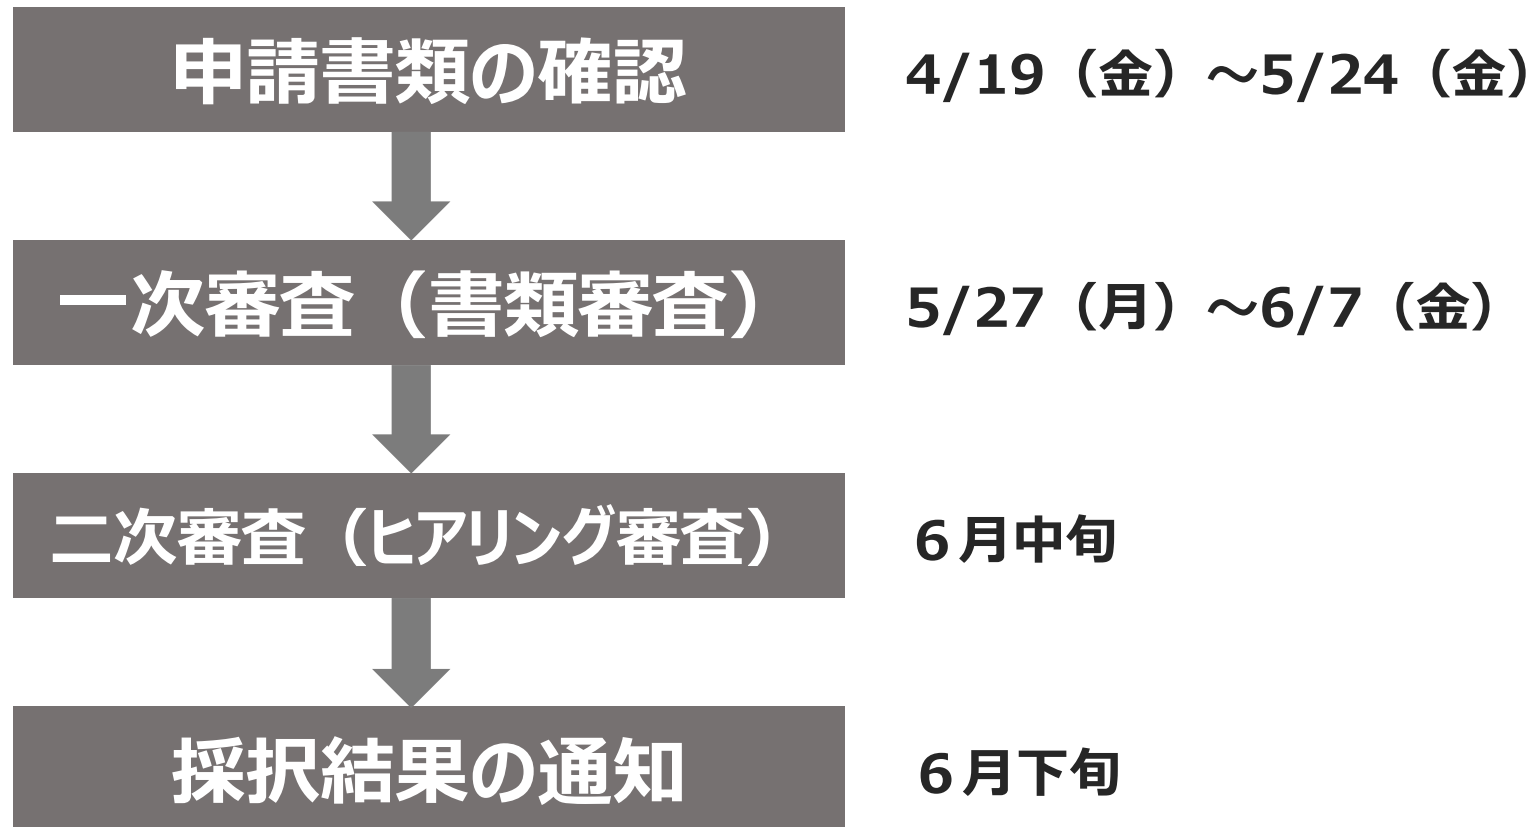 申請書類の確認
4/19（金）～5/24（金）
一次審査（書類審査）
5/27（月）～6/7（金）
二次審査（ヒアリング審査）
６月中旬
採択結果の通知
６月下旬